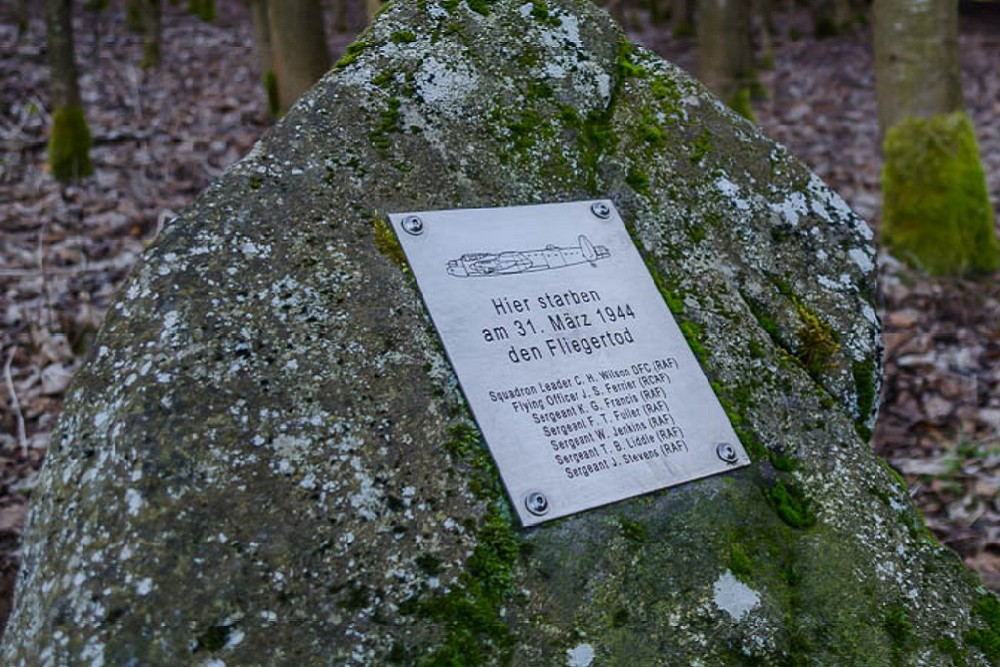 Hier starben
am 31. März 1944
den Fliegertod
Squadron Leader C. H. Wilson DFC (RAF)
Flying Officer J. S. Ferrier (RCAF)
Sergeant K. G. Francis (RAF)
Sergeant F. T. Fuller (RAF)
Sergeant W. Jenkins (RAF)
Sergeant T. B. Liddle (RAF)
Sergeant J. Stevens (RAF)